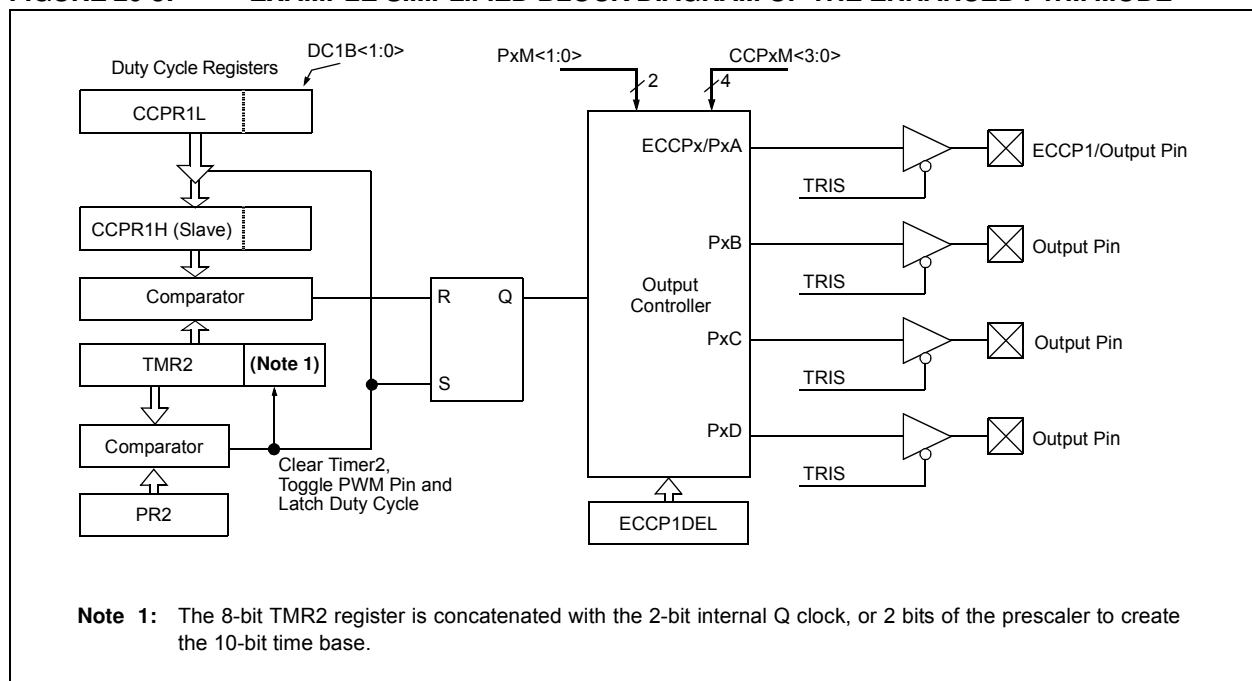 DC1B<1:0>
Duty Cycle Registers
CCPR1L
CCPR1H (Slave)
Comparator
TMR2
(Note 1)
Comparator
PR2
Clear Timer2,
Toggle PWM Pin and
Latch Duty Cycle
R
Q
S
PxM<1:0>
2
CCPxM<3:0>
4
Output
Controller
ECCP1DEL
ECCPx/PxA
TRIS
ECCP1/Output Pin
PxB
TRIS
Output Pin
PxC
TRIS
Output Pin
PxD
TRIS
Output Pin
Note 1: The 8-bit TMR2 register is concatenated with the 2-bit internal Q clock, or 2 bits of the prescaler to create
the 10-bit time base.